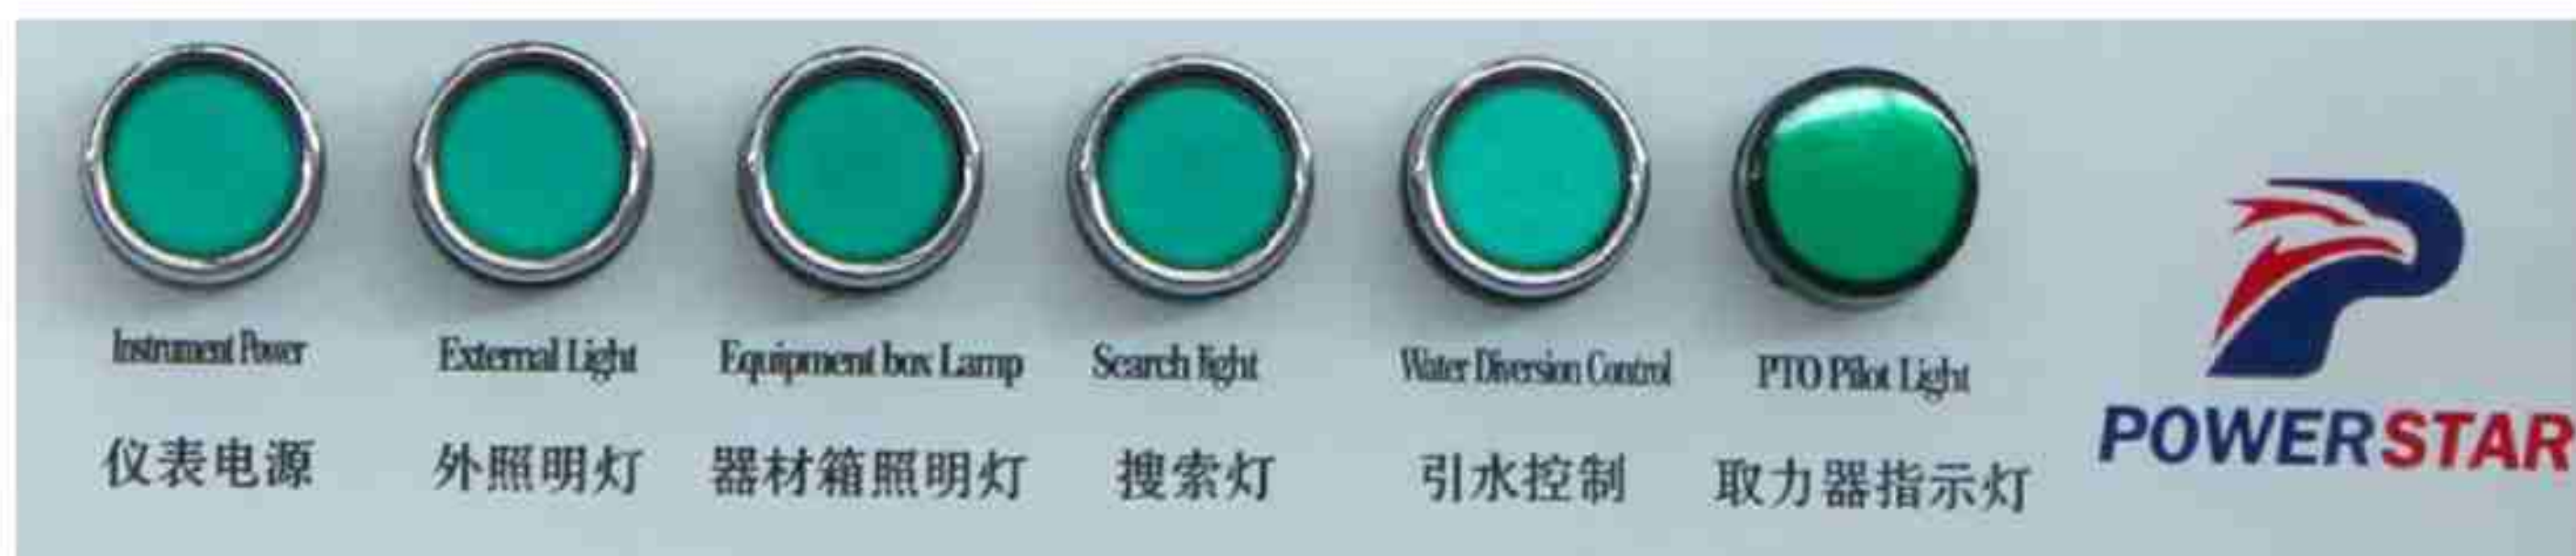 Instrument Power
External Light
Equipment box Lamp
Search light
Water Diversion Control
PTO Pilot Light
仪表电源
外照明灯
器材箱照明灯
搜索灯
引水控制
取力器指示灯
POWERSTAR